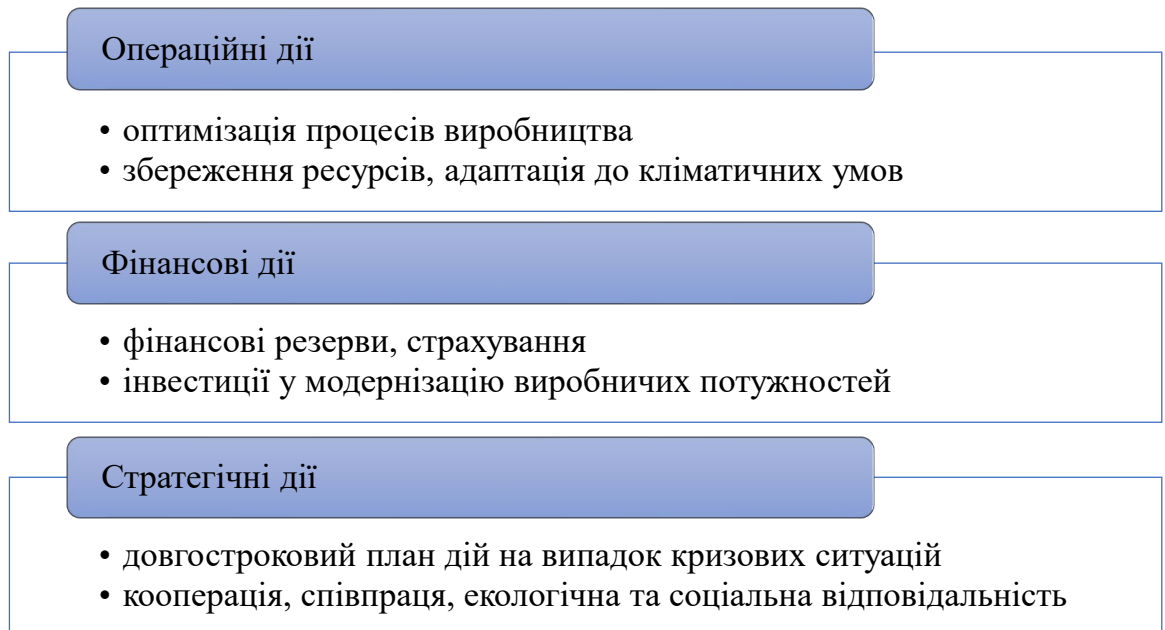 Операційні дії
• оптимізація процесів виробництва
• збереження ресурсів, адаптація до кліматичних умов
Фінансові дії
• фінансові резерви, страхування
• інвестиції у модернізацію виробничих потужностей
Стратегічні дії
• довгостроковий план дій на випадок кризових ситуацій
• кооперація, співпраця, екологічна та соціальна відповідальність